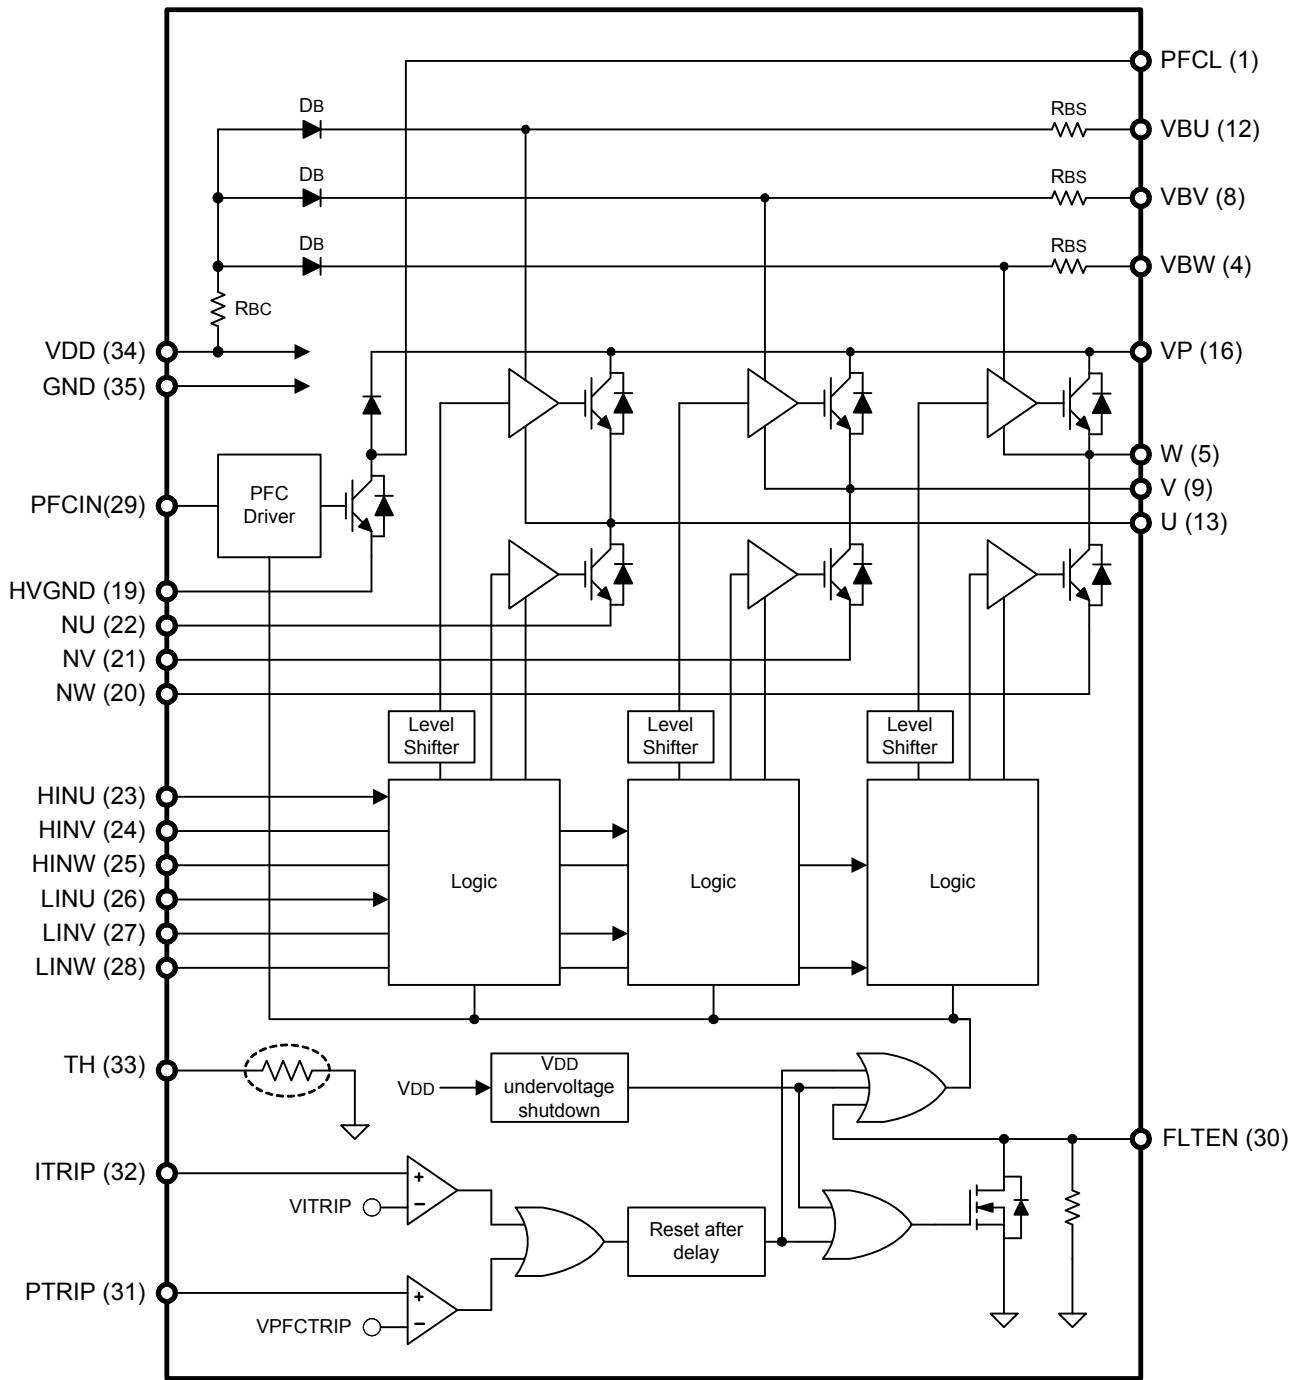 PFCL (1)
DB
RBS
VBU (12)
DB
RBS
VBV (8)
DB
RBS
VBW (4)
RBC
VDD (34)
VP (16)
GND (35)
W (5)
PFCIN(29)
PFC
Driver
V (9)
U (13)
HVGND (19)
NU (22)
NV (21)
NW (20)
Level
Shifter
Level
Shifter
Level
Shifter
HINU (23)
HINV (24)
HINW (25)
LINU (26)
LINV (27)
LINW (28)
Logic
Logic
Logic
TH (33)
VDD
VDD
undervoltage
shutdown
FLTEN (30)
ITRIP (32)
+
−
VITRIP
Reset after
delay
PTRIP (31)
+
−
VPFCTRIP